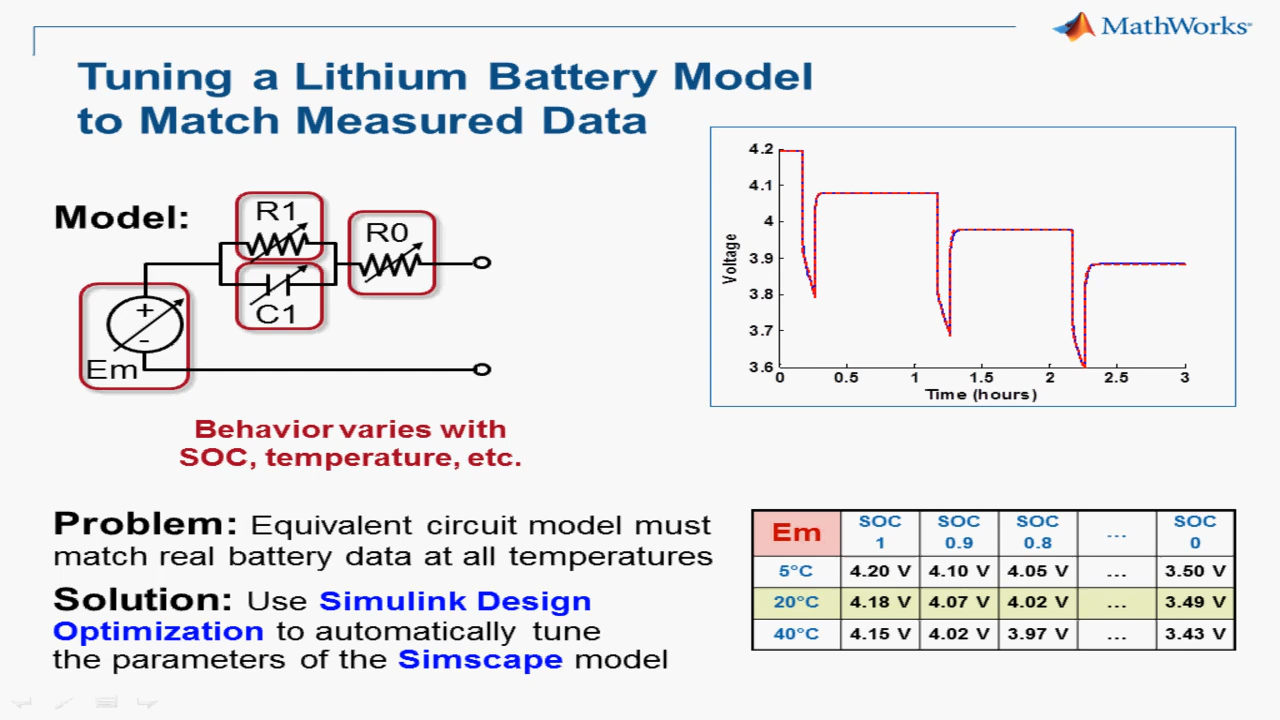 MathWorks®
Tuning a Lithium Battery Model
to Match Measured Data
Model:
R1
R0
C1
+
-
Em
Behavior varies with
SOC, temperature, etc.
4.2
4.1
4
3.9
3.8
3.7
3.6
Voltage
0 0.5 1 1.5 2 2.5 3
Time (hours)
Problem: Equivalent circuit model must
match real battery data at all temperatures
Solution: Use Simulink Design
Optimization to automatically tune
the parameters of the Simscape model
Em SOC 1 SOC 0.9 SOC 0.8 ... SOC 0
5°C 4.20 V 4.10 V 4.05 V ... 3.50 V
20°C 4.18 V 4.07 V 4.02 V ... 3.49 V
40°C 4.15 V 4.02 V 3.97 V ... 3.43 V